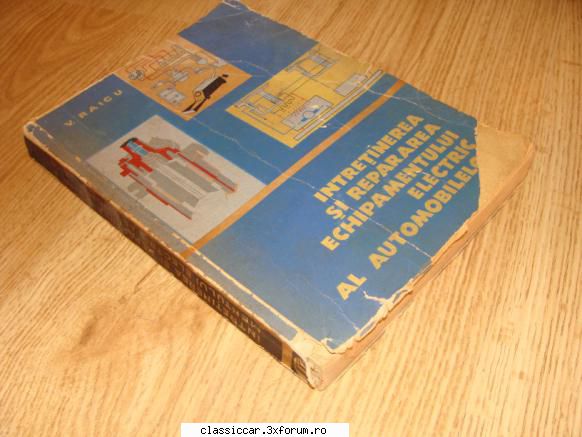 V. RAICU
INTREȚINEREA
ȘI REPARAREA
ECHIPAMENTULUI
ELECTRIC
AL AUTOMOBILELO
classiccar.3xforum.ro